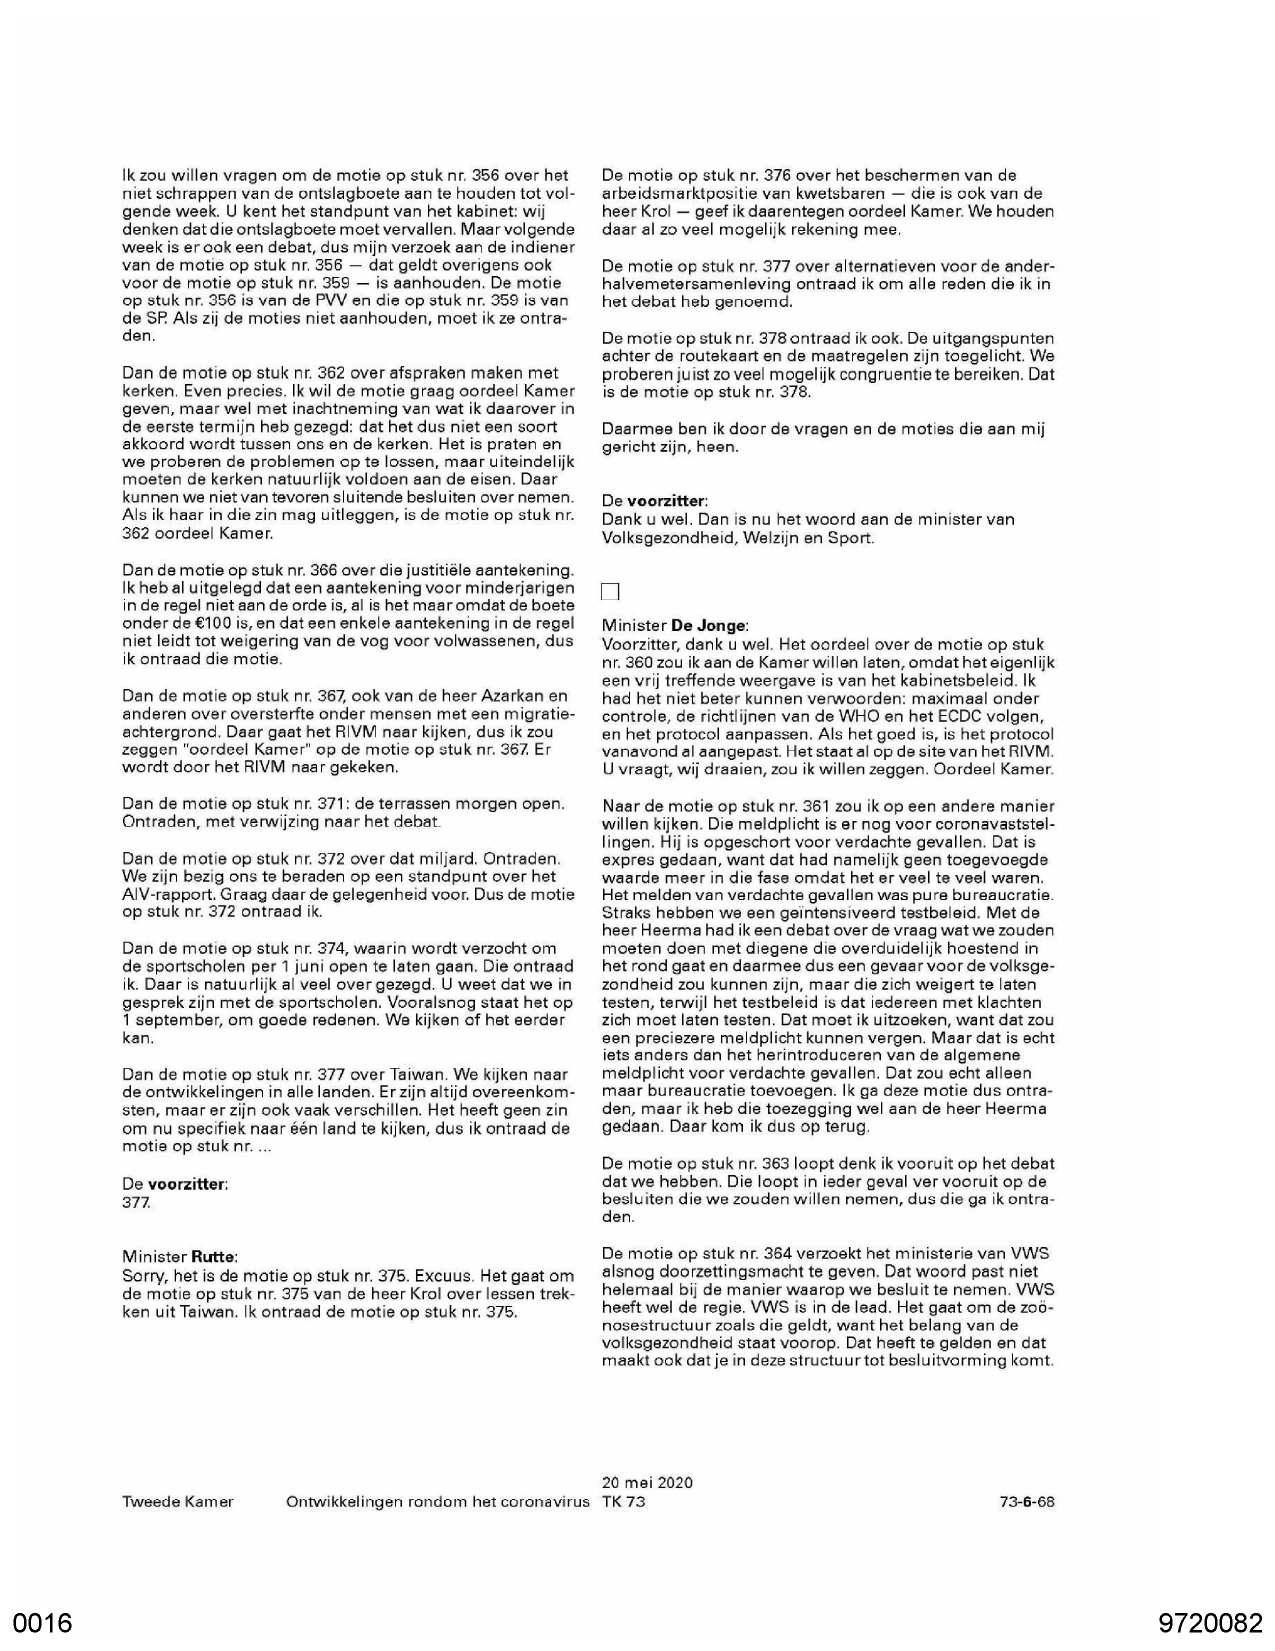 Ik zou willen vragen om de motie op stuk nr. 356 over het
niet schrappen van de ontslagboete aan te houden tot vol-
gende week. U kent het standpunt van het kabinet: wij
denken dat die ontslagboete moet vervallen. Maar volgende
week is er ook een debat, dus mijn verzoek aan de indiener
van de motie op stuk nr. 356 — dat geldt overigens ook
voor de motie op stuk nr. 359 — is aanhouden. De motie
op stuk nr. 356 is van de PVV en die op stuk nr. 359 is van
de SP. Als zij de moties niet aanhouden, moet ik ze ontra-
den.
Dan de motie op stuk nr. 362 over afspraken maken met
kerken. Even precies. Ik wil de motie graag oordeel Kamer
geven, maar wel met inachtneming van wat ik daarover in
de eerste termijn heb gezegd: dat het dus niet een soort
akkoord wordt tussen ons en de kerken. Het is praten en
we proberen de problemen op te lossen, maar uiteindelijk
moeten de kerken natuurlijk voldoen aan de eisen. Daar
kunnen we niet van tevoren sluitende besluiten over nemen.
Als ik haar in die zin mag uitleggen, is de motie op stuk nr.
362 oordeel Kamer.
Dan de motie op stuk nr. 366 over die justitiële aantekening.
Ik heb al uitgelegd dat een aantekening voor minderjarigen
in de regel niet aan de orde is, al is het maar omdat de boete
onder de €100 is, en dat een enkele aantekening in de regel
niet leidt tot weigering van de vog voor volwassenen, dus
ik ontraad die motie.
Dan de motie op stuk nr. 367, ook van de heer Azarkan en
anderen over oversterfte onder mensen met een migratie-
achtergrond. Daar gaat het RIVM naar kijken, dus ik zou
zeggen "oordeel Kamer" op de motie op stuk nr. 367. Er
wordt door het RIVM naar gekeken.
Dan de motie op stuk nr. 371: de terrassen morgen open.
Ontraden, met verwijzing naar het debat.
Dan de motie op stuk nr. 372 over dat miljard. Ontraden.
We zijn bezig ons te beraden op een standpunt over het
AIV-rapport. Graag daar de gelegenheid voor. Dus de motie
op stuk nr. 372 ontraad ik.
Dan de motie op stuk nr. 374, waarin wordt verzocht om
de sportscholen per 1 juni open te laten gaan. Die ontraad
ik. Daar is natuurlijk al veel over gezegd. U weet dat we in
gesprek zijn met de sportscholen. Vooralsnog staat het op
1 september, om goede redenen. We kijken of het eerder
kan.
Dan de motie op stuk nr. 377 over Taiwan. We kijken naar
de ontwikkelingen in alle landen. Er zijn altijd overeenkom-
sten, maar er zijn ook vaak verschillen. Het heeft geen zin
om nu specifiek naar één land te kijken, dus ik ontraad de
motie op stuk nr. ...
De voorzitter:
377.
Minister Rutte:
Sorry, het is de motie op stuk nr. 375. Excuus. Het gaat om
de motie op stuk nr. 375 van de heer Krol over lessen trek-
ken uit Taiwan. Ik ontraad de motie op stuk nr. 375.
De motie op stuk nr. 376 over het beschermen van de
arbeidsmarktpositie van kwetsbaren — die is ook van de
heer Krol — geef ik daarentegen oordeel Kamer. We houden
daar al zo veel mogelijk rekening mee.
De motie op stuk nr. 377 over alternatieven voor de ander-
halvemetersamenleving ontraad ik om alle reden die ik in
het debat heb genoemd.
De motie op stuk nr. 378 ontraad ik ook. De uitgangspunten
achter de routekaart en de maatregelen zijn toegelicht. We
proberen juist zo veel mogelijk congruentie te bereiken. Dat
is de motie op stuk nr. 378.
Daarmee ben ik door de vragen en de moties die aan mij
gericht zijn, heen.
De voorzitter:
Dank u wel. Dan is nu het woord aan de minister van
Volksgezondheid, Welzijn en Sport.
Minister De Jonge:
Voorzitter, dank u wel. Het oordeel over de motie op stuk
nr. 360 zou ik aan de Kamer willen laten, omdat het eigenlijk
een vrij treffende weergave is van het kabinetsbeleid. Ik
had het niet beter kunnen verwoorden: maximaal onder
controle, de richtlijnen van de WHO en het ECDC volgen,
en het protocol aanpassen. Als het goed is, is het protocol
vanavond al aangepast. Het staat al op de site van het RIVM.
U vraagt, wij draaien, zou ik willen zeggen. Oordeel Kamer.
Naar de motie op stuk nr. 361 zou ik op een andere manier
willen kijken. Die meldplicht is er nog voor coronavaststel-
lingen. Hij is opgeschort voor verdachte gevallen. Dat is
expres gedaan, want dat had namelijk geen toegevoegde
waarde meer in die fase omdat het er veel te veel waren.
Het melden van verdachte gevallen was pure bureaucratie.
Straks hebben we een geïntensiveerd testbeleid. Met de
heer Heerma had ik een debat over de vraag wat we zouden
moeten doen met diegene die overduidelijk hoestend in
het rond gaat en daarmee dus een gevaar voor de volksge-
zondheid zou kunnen zijn, maar die zich weigert te laten
testen, terwijl het testbeleid is dat iedereen met klachten
zich moet laten testen. Dat moet ik uitzoeken, want dat zou
een preciezere meldplicht kunnen vergen. Maar dat is echt
iets anders dan het herintroduceren van de algemene
meldplicht voor verdachte gevallen. Dat zou echt alleen
maar bureaucratie toevoegen. Ik ga deze motie dus ontra-
den, maar ik heb die toezegging wel aan de heer Heerma
gedaan. Daar kom ik dus op terug.
De motie op stuk nr. 363 loopt denk ik vooruit op het debat
dat we hebben. Die loopt in ieder geval ver vooruit op de
besluiten die we zouden willen nemen, dus die ga ik ontra-
den.
De motie op stuk nr. 364 verzoekt het ministerie van VWS
alsnog doorzettingsmacht te geven. Dat woord past niet
helemaal bij de manier waarop we besluit te nemen. VWS
heeft wel de regie. VWS is in de lead. Het gaat om de zoö-
nosestructuur zoals die geldt, want het belang van de
volksgezondheid staat voorop. Dat heeft te gelden en dat
maakt ook dat je in deze structuur tot besluitvorming komt.
20 mei 2020
Tweede Kamer Ontwikkelingen rondom het coronavirus TK 73 73-6-68
0016 9720082